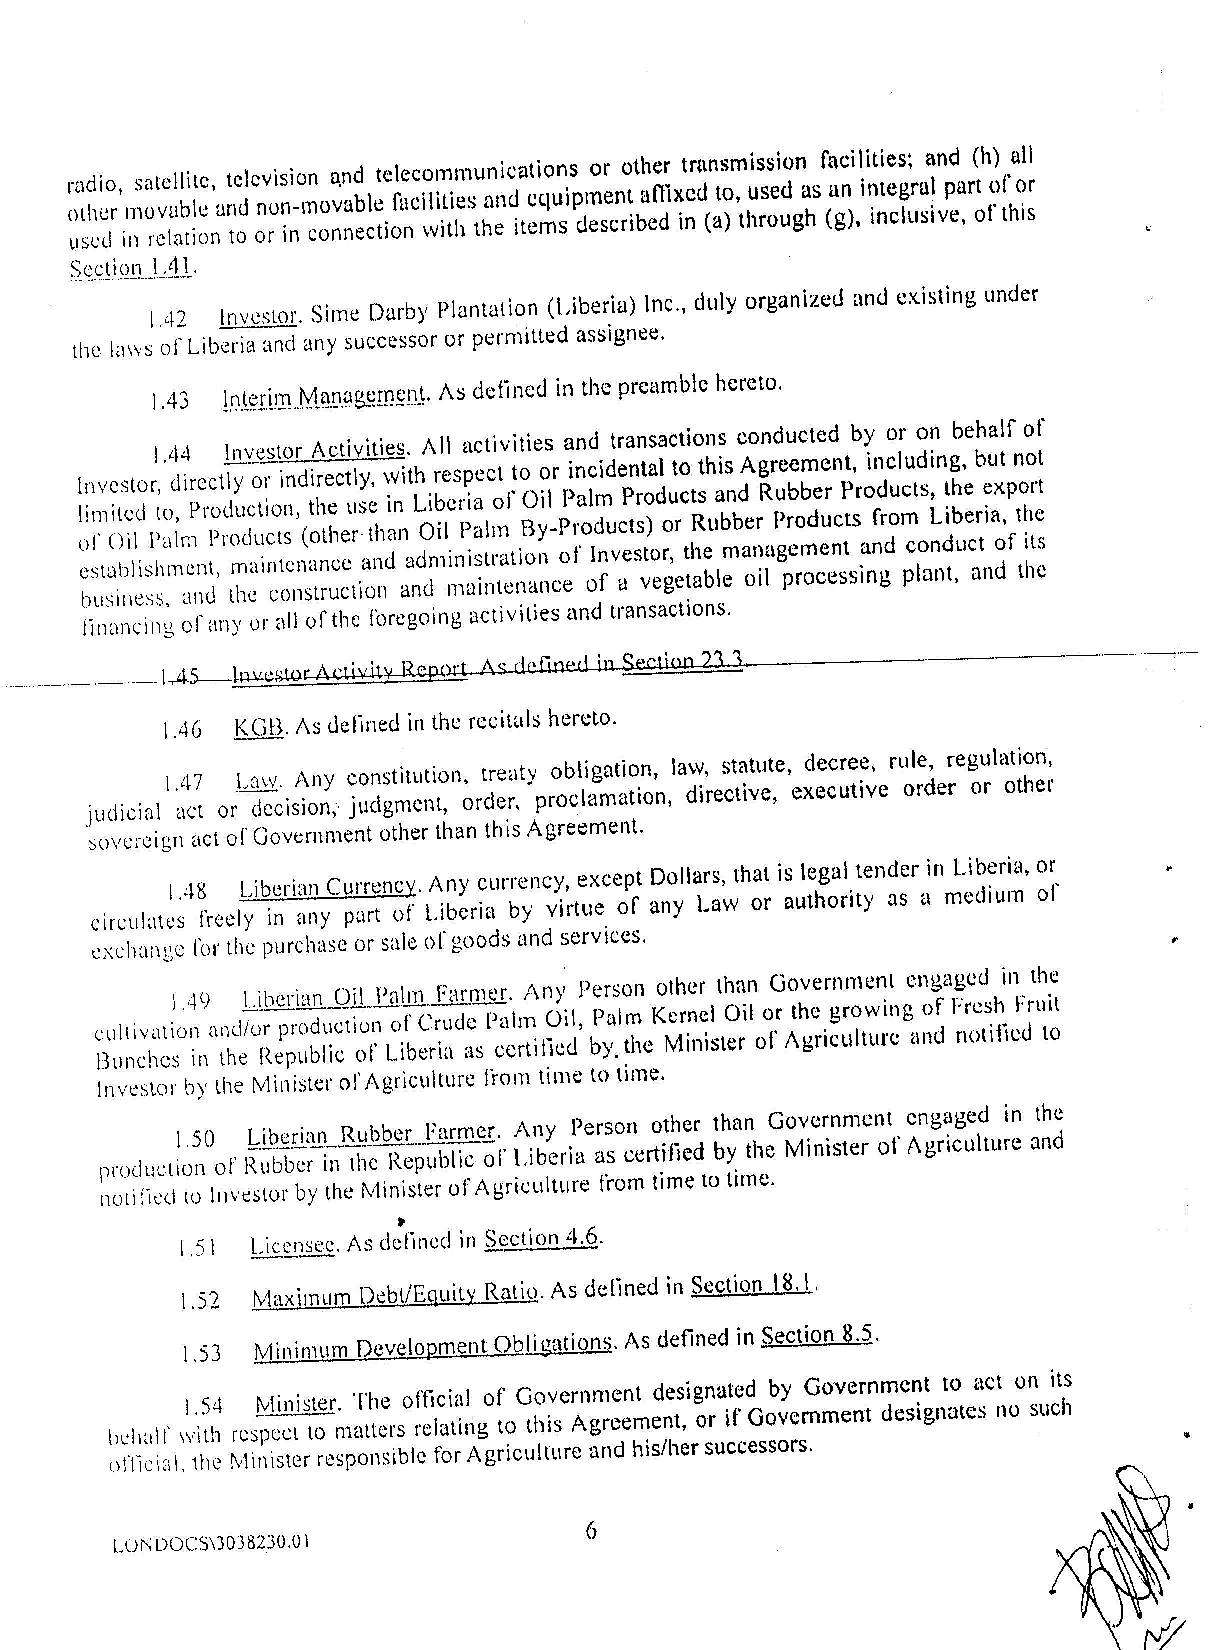 radio, satellite, television and telecommunications or other transmission facilities; and (h) all
other movable and non-movable facilities and equipment affixed to, used as an integral part of or
used in relation to or in connection with the items described in (a) through (g), inclusive, of this
Section 1.41.
1.42 Investor. Sime Darby Plantation (Liberia) Inc., duly organized and existing under
the laws of Liberia and any successor or permitted assignee.
1.43 Interim Management. As defined in the preamble hereto.
1.44 Investor Activities. All activities and transactions conducted by or on behalf of
Investor, directly or indirectly, with respect to or incidental to this Agreement, including, but not
limited to, Production, the use in Liberia of Oil Palm Products and Rubber Products, the export
of Oil Palm Products (other than Oil Palm By-Products) or Rubber Products from Liberia, the
establishment, maintenance and administration of Investor, the management and conduct of its
business, and the construction and maintenance of a vegetable oil processing plant, and the
financing of any or all of the foregoing activities and transactions.
1.45 Investor Activity Report. As defined in Section 23.3.
1.46 KGB. As defined in the recitals hereto.
1.47 Law. Any constitution, treaty obligation, law, statute, decree, rule, regulation,
judicial act or decision, judgment, order, proclamation, directive, executive order or other
sovereign act of Government other than this Agreement.
1.48 Liberian Currency. Any currency, except Dollars, that is legal tender in Liberia, or
circulates freely in any part of Liberia by virtue of any Law or authority as a medium of
exchange for the purchase or sale of goods and services.
1.49 Liberian Oil Palm Farmer. Any Person other than Government engaged in the
cultivation and/or production of Crude Palm Oil, Palm Kernel Oil or the growing of Fresh Fruit
Bunches in the Republic of Liberia as certified by the Minister of Agriculture and notified to
Investor by the Minister of Agriculture from time to time.
1.50 Liberian Rubber Farmer. Any Person other than Government engaged in the
production of Rubber in the Republic of Liberia as certified by the Minister of Agriculture and
notified to Investor by the Minister of Agriculture from time to time.
1.51 Licensee. As defined in Section 4.6.
1.52 Maximum Debt/Equity Ratio. As defined in Section 18.1.
1.53 Minimum Development Obligations. As defined in Section 8.5.
1.54 Minister. The official of Government designated by Government to act on its
behalf with respect to matters relating to this Agreement, or if Government designates no such
official, the Minister responsible for Agriculture and his/her successors.
LONDOCS\3038230.01
6